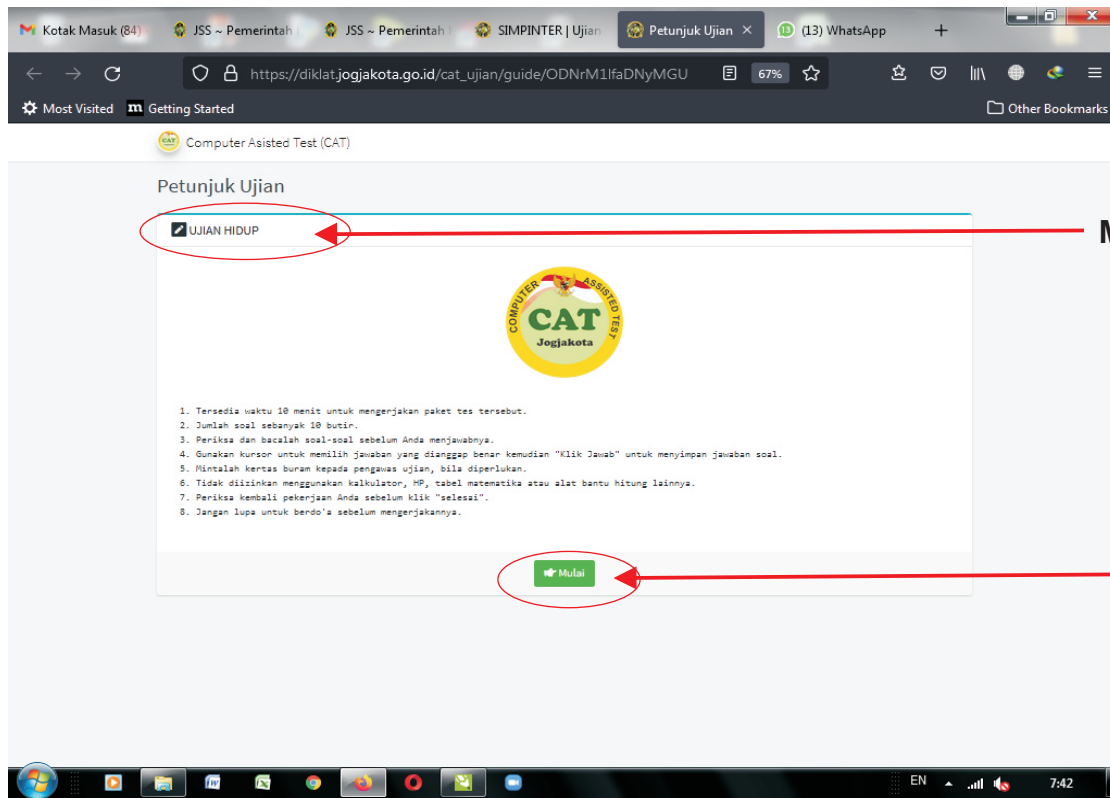 Kotak Masuk (84)
JSS ~ Pemerintah
JSS ~ Pemerintah
SIMPINTER | Ujian
Petunjuk Ujian
(13) WhatsApp
https://diklat.jogjakota.go.id/cat_ujian/guide/ODNrM1lfaDNyMGU
67%
Most Visited
Getting Started
Other Bookmarks
Computer Asisted Test (CAT)
Petunjuk Ujian
UJIAN HIDUP
M
COMPUTER ASSISTED TEST
CAT
Jogjakota
1. Tersedia waktu 10 menit untuk mengerjakan paket tes tersebut.
2. Jumlah soal sebanyak 10 butir.
3. Periksa dan bacalah soal-soal sebelum Anda menjawabnya.
4. Gunakan kursor untuk memilih jawaban yang dianggap benar kemudian "Klik Jawab" untuk menyimpan jawaban soal.
5. Mintalah kertas buram kepada pengawas ujian, bila diperlukan.
6. Tidak diizinkan menggunakan kalkulator, HP, tabel matematika atau alat bantu hitung lainnya.
7. Periksa kembali pekerjaan Anda sebelum klik "selesai".
8. Jangan lupa untuk berdo'a sebelum mengerjakannya.
Mulai
EN
7:42